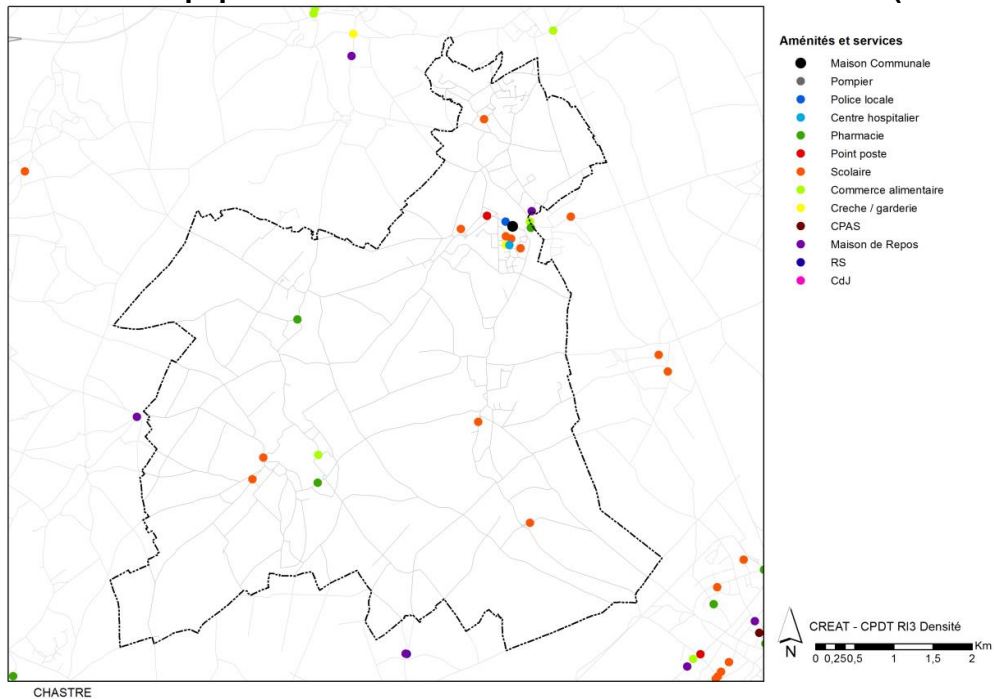 Aménités et services
Maison Communale
Pompier
Police locale
Centre hospitalier
Pharmacie
Point poste
Scolaire
Commerce alimentaire
Creche / garderie
CPAS
Maison de Repos
RS
CdJ
CREAT - CPDT RI3 Densité
N
0 0,250,5 1 1,5 2 Km
CHASTRE